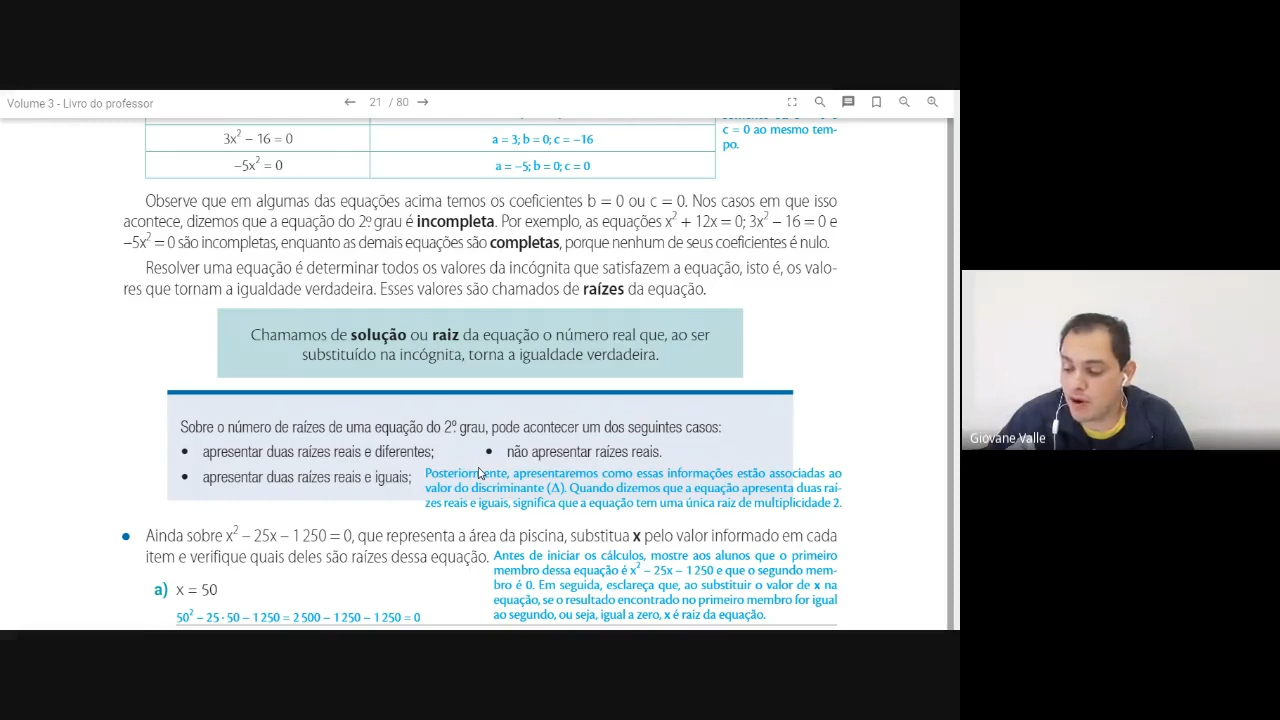 Volume 3 - Livro do professor
21 / 80
c = 0 ao mesmo tem-
po.
3x² − 16 = 0
a = 3; b = 0; c = −16
−5x² = 0
a = −5; b = 0; c = 0
Observe que em algumas das equações acima temos os coeficientes b = 0 ou c = 0. Nos casos em que isso
acontece, dizemos que a equação do 2º grau é incompleta. Por exemplo, as equações x² + 12x = 0; 3x² − 16 = 0 e
−5x² = 0 são incompletas, enquanto as demais equações são completas, porque nenhum de seus coeficientes é nulo.
Resolver uma equação é determinar todos os valores da incógnita que satisfazem a equação, isto é, os valo-
res que tornam a igualdade verdadeira. Esses valores são chamados de raízes da equação.
Chamamos de solução ou raiz da equação o número real que, ao ser
substituído na incógnita, torna a igualdade verdadeira.
Sobre o número de raízes de uma equação do 2º grau, pode acontecer um dos seguintes casos:
• apresentar duas raízes reais e diferentes;
• não apresentar raízes reais.
• apresentar duas raízes reais e iguais;
Posteriormente, apresentaremos como essas informações estão associadas ao
valor do discriminante (Δ). Quando dizemos que a equação apresenta duas raí-
zes reais e iguais, significa que a equação tem uma única raiz de multiplicidade 2.
• Ainda sobre x² − 25x − 1 250 = 0, que representa a área da piscina, substitua x pelo valor informado em cada
item e verifique quais deles são raízes dessa equação.
Antes de iniciar os cálculos, mostre aos alunos que o primeiro
membro dessa equação é x² − 25x − 1 250 e que o segundo mem-
bro é 0. Em seguida, esclareça que, ao substituir o valor de x na
equação, se o resultado encontrado no primeiro membro for igual
ao segundo, ou seja, igual a zero, x é raiz da equação.
a) x = 50
50² − 25 · 50 − 1 250 = 2 500 − 1 250 − 1 250 = 0
Giovane Valle